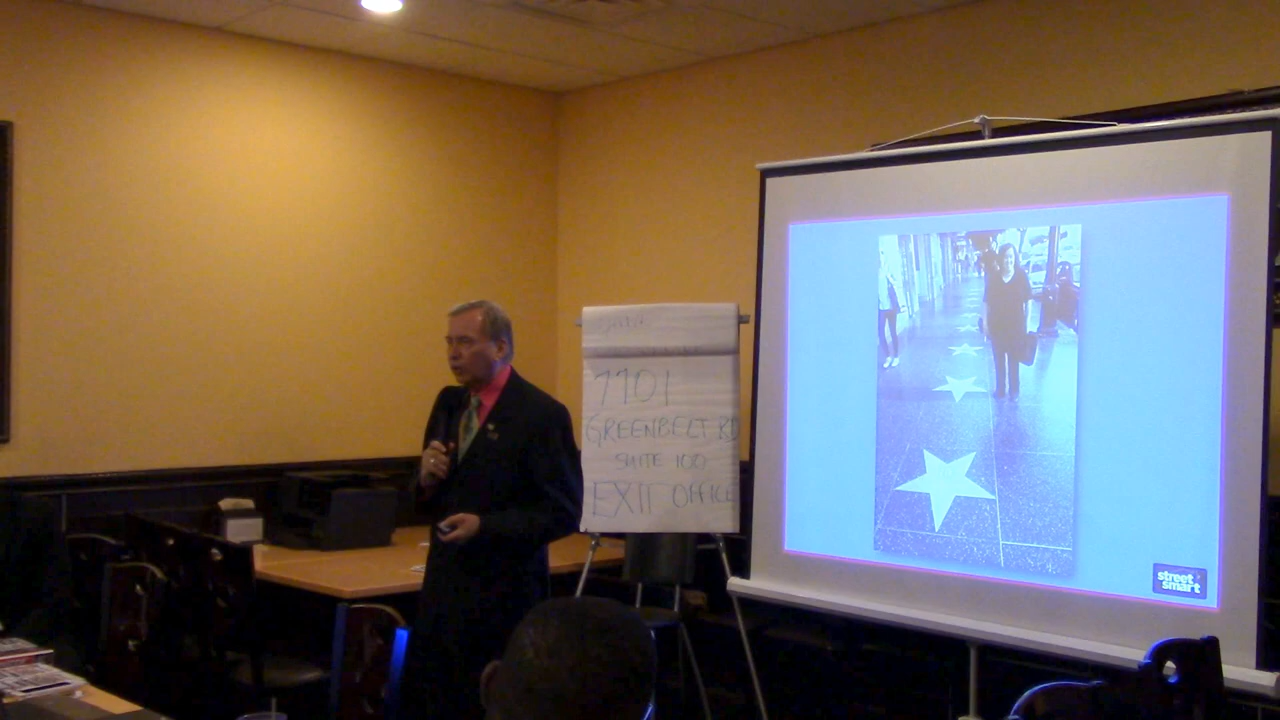 7701
GREENBELT RD
SUITE 100
EXIT OFFICE
street
smart